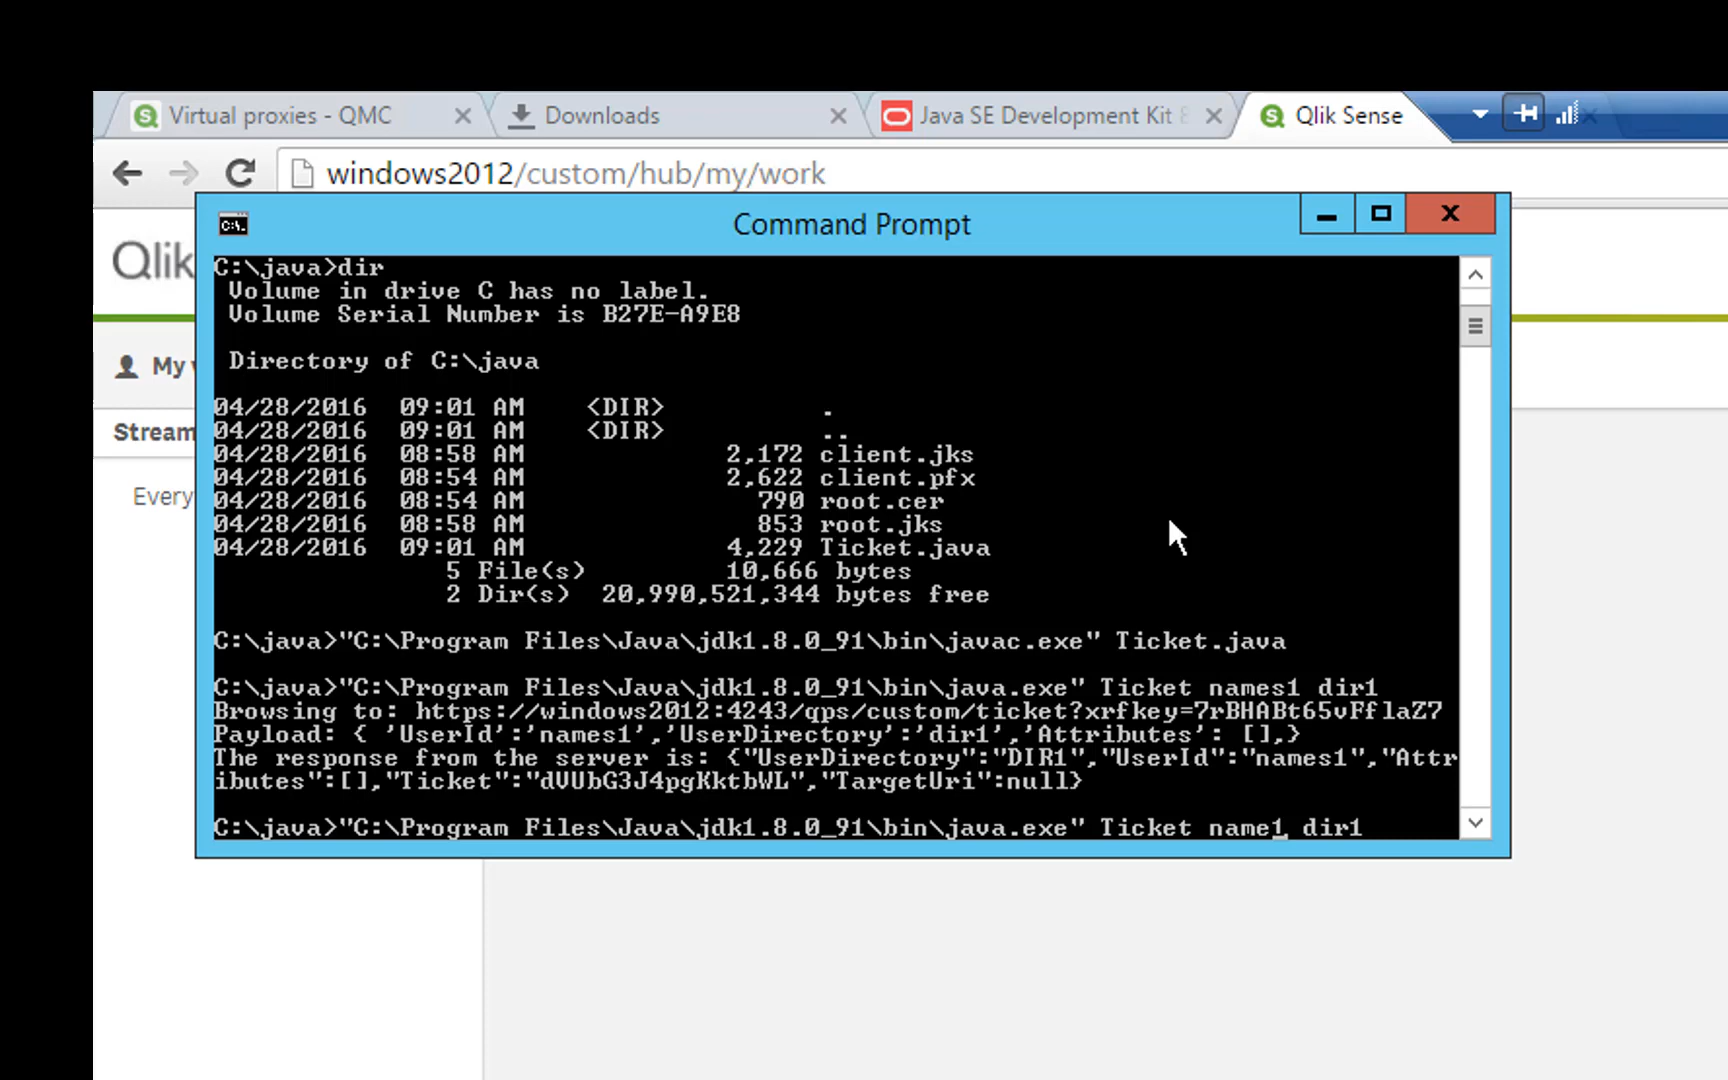 Virtual proxies - QMC
Downloads
Java SE Development Kit 8
Qlik Sense
windows2012/custom/hub/my/work
Qlik
My
Stream
Every
C:\.
Command Prompt
C:\java>dir
Volume in drive C has no label.
Volume Serial Number is B27E-A9E8
Directory of C:\java
04/28/2016 09:01 AM <DIR> .
04/28/2016 09:01 AM <DIR> ..
04/28/2016 08:58 AM 2,172 client.jks
04/28/2016 08:54 AM 2,622 client.pfx
04/28/2016 08:54 AM 790 root.cer
04/28/2016 08:58 AM 853 root.jks
04/28/2016 09:01 AM 4,229 Ticket.java
5 File(s) 10,666 bytes
2 Dir(s) 20,990,521,344 bytes free
C:\java>"C:\Program Files\Java\jdk1.8.0_91\bin\javac.exe" Ticket.java
C:\java>"C:\Program Files\Java\jdk1.8.0_91\bin\java.exe" Ticket names1 dir1
Browsing to: https://windows2012:4243/qps/custom/ticket?xrfkey=7rBHABt65vFflaZ7
Payload: { 'UserId':'names1','UserDirectory':'dir1','Attributes': [],}
The response from the server is: {"UserDirectory":"DIR1","UserId":"names1","Attr
ibutes":[],"Ticket":"dVUbG3J4pgKktbWL","TargetUri":null}
C:\java>"C:\Program Files\Java\jdk1.8.0_91\bin\java.exe" Ticket name1 dir1